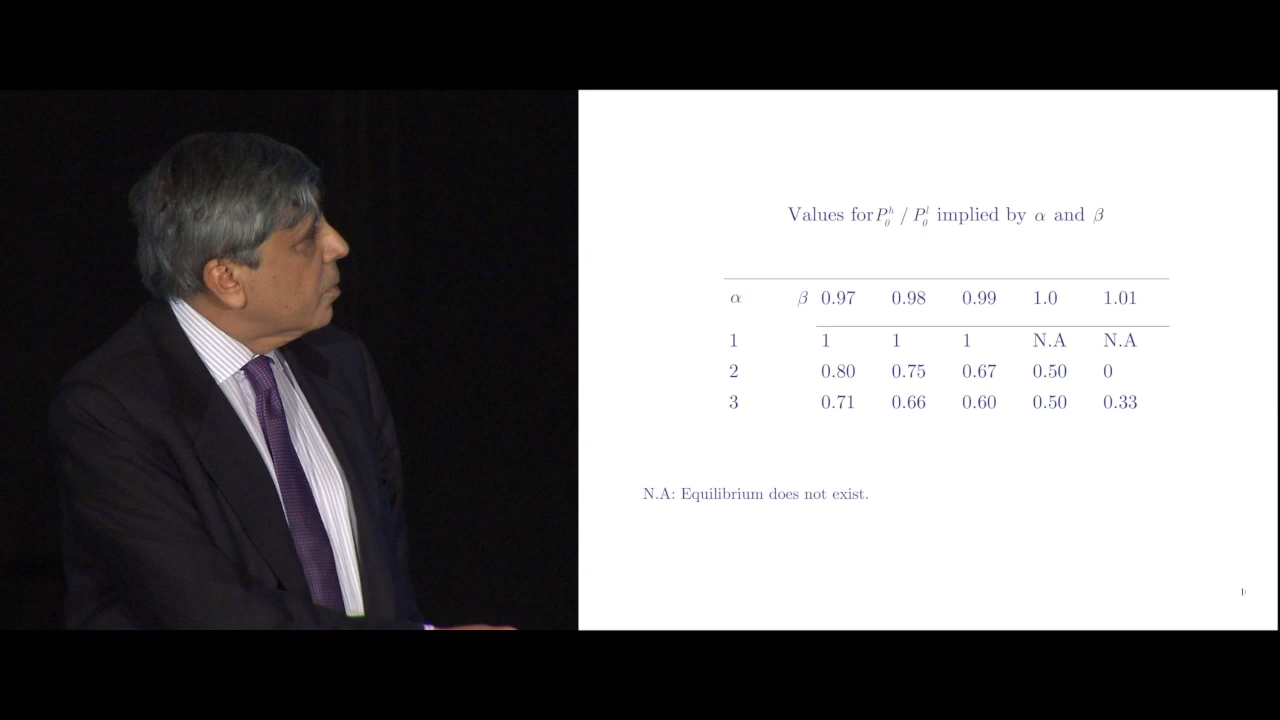 Values for P₀ʰ / P₀ˡ implied by α and β
α β 0.97 0.98 0.99 1.0 1.01
1 1 1 1 N.A N.A
2 0.80 0.75 0.67 0.50 0
3 0.71 0.66 0.60 0.50 0.33
N.A: Equilibrium does not exist.